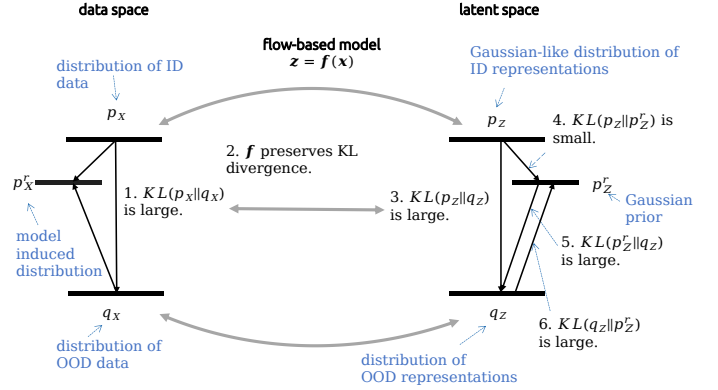 data space
latent space
flow-based model
z = f(x)
distribution of ID
data
Gaussian-like distribution of
ID representations
p_X
p_Z
4. KL(p_Z||p_Z^r) is
small.
2. f preserves KL
divergence.
p_X^r
p_Z^r
1. KL(p_X||q_X)
is large.
3. KL(p_Z||q_Z)
is large.
Gaussian
prior
model
induced
distribution
5. KL(p_Z^r||q_Z)
is large.
q_X
q_Z
6. KL(q_Z||p_Z^r)
is large.
distribution of
OOD data
distribution of
OOD representations